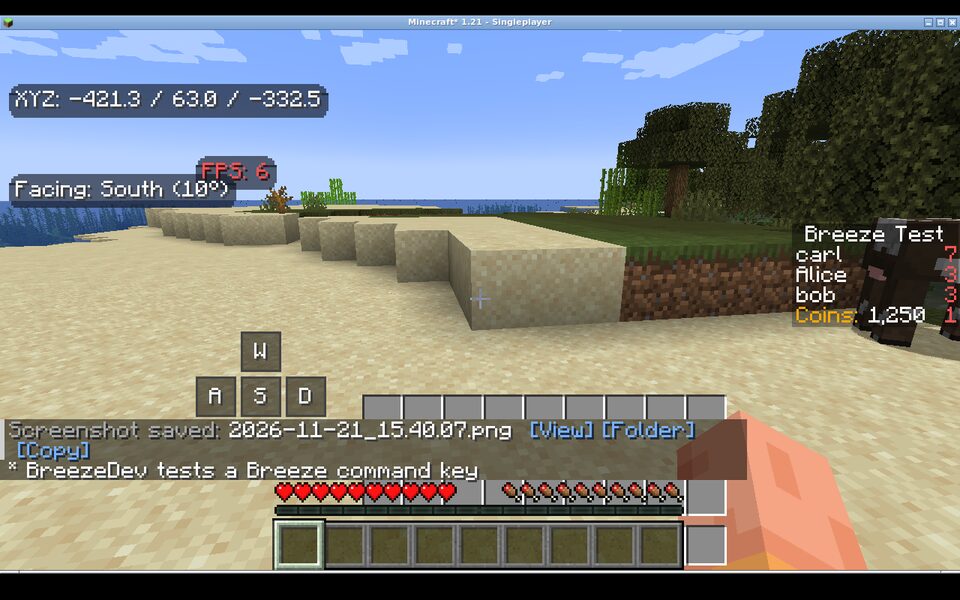 Minecraft* 1.21 - Singleplayer
XYZ: -421.3 / 63.0 / -332.5
FPS: 6
Facing: South (10°)
Breeze Test
carl 7
Alice 3
bob 3
Coins: 1,250 1
W
A S D
Screenshot saved: 2026-11-21_15.40.07.png [View] [Folder]
[Copy]
* BreezeDev tests a Breeze command key